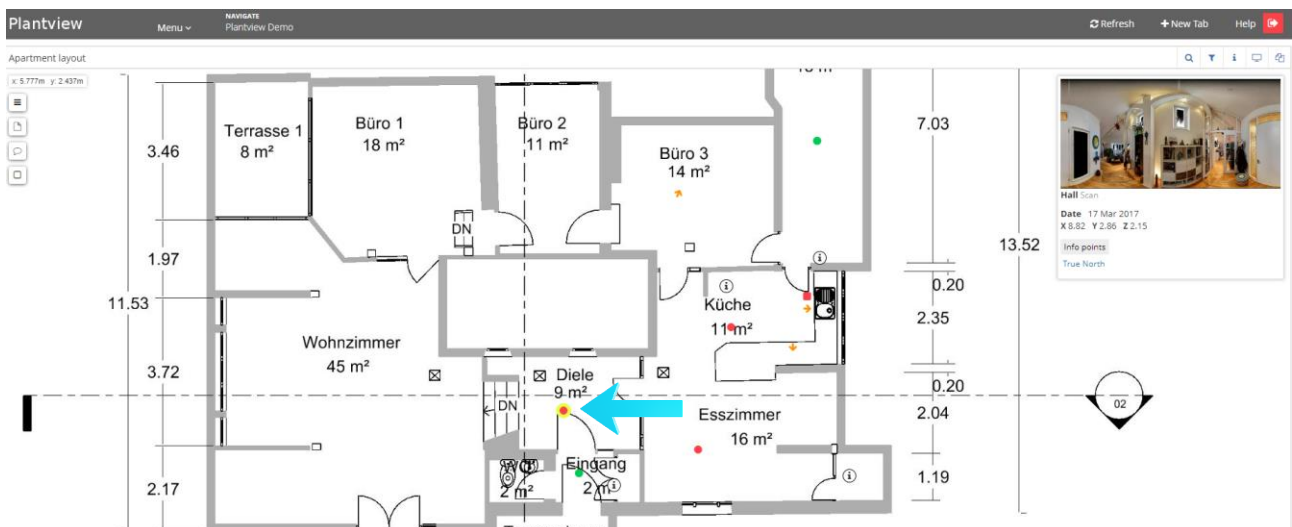 Plantview
Menu
NAVIGATE
Plantview Demo
Refresh
New Tab
Help
Apartment layout
x: 5.777m y: 2.437m
Terrasse 1
8 m²
Büro 1
18 m²
Büro 2
11 m²
Büro 3
14 m²
3.46
7.03
DN
1.97
13.52
0.20
11.53
Küche
11 m²
2.35
Wohnzimmer
45 m²
3.72
Diele
9 m²
0.20
DN
Esszimmer
16 m²
2.04
02
WC
2 m²
Eingang
2 m²
1.19
2.17
Hall Scan
Date 17 Mar 2017
X 8.82 Y 2.86 Z 2.15
Info points
True North